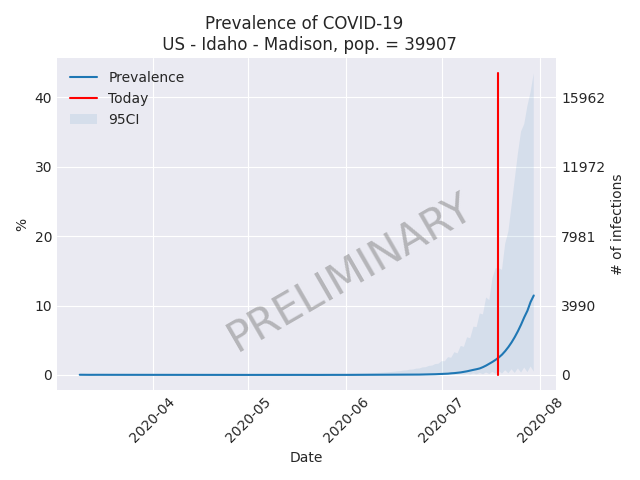 Prevalence of COVID-19
US - Idaho - Madison, pop. = 39907
Prevalence
Today
95CI
%
40
30
20
10
0
15962
11972
7981
3990
0
# of infections
PRELIMINARY
2020-04
2020-05
2020-06
2020-07
2020-08
Date